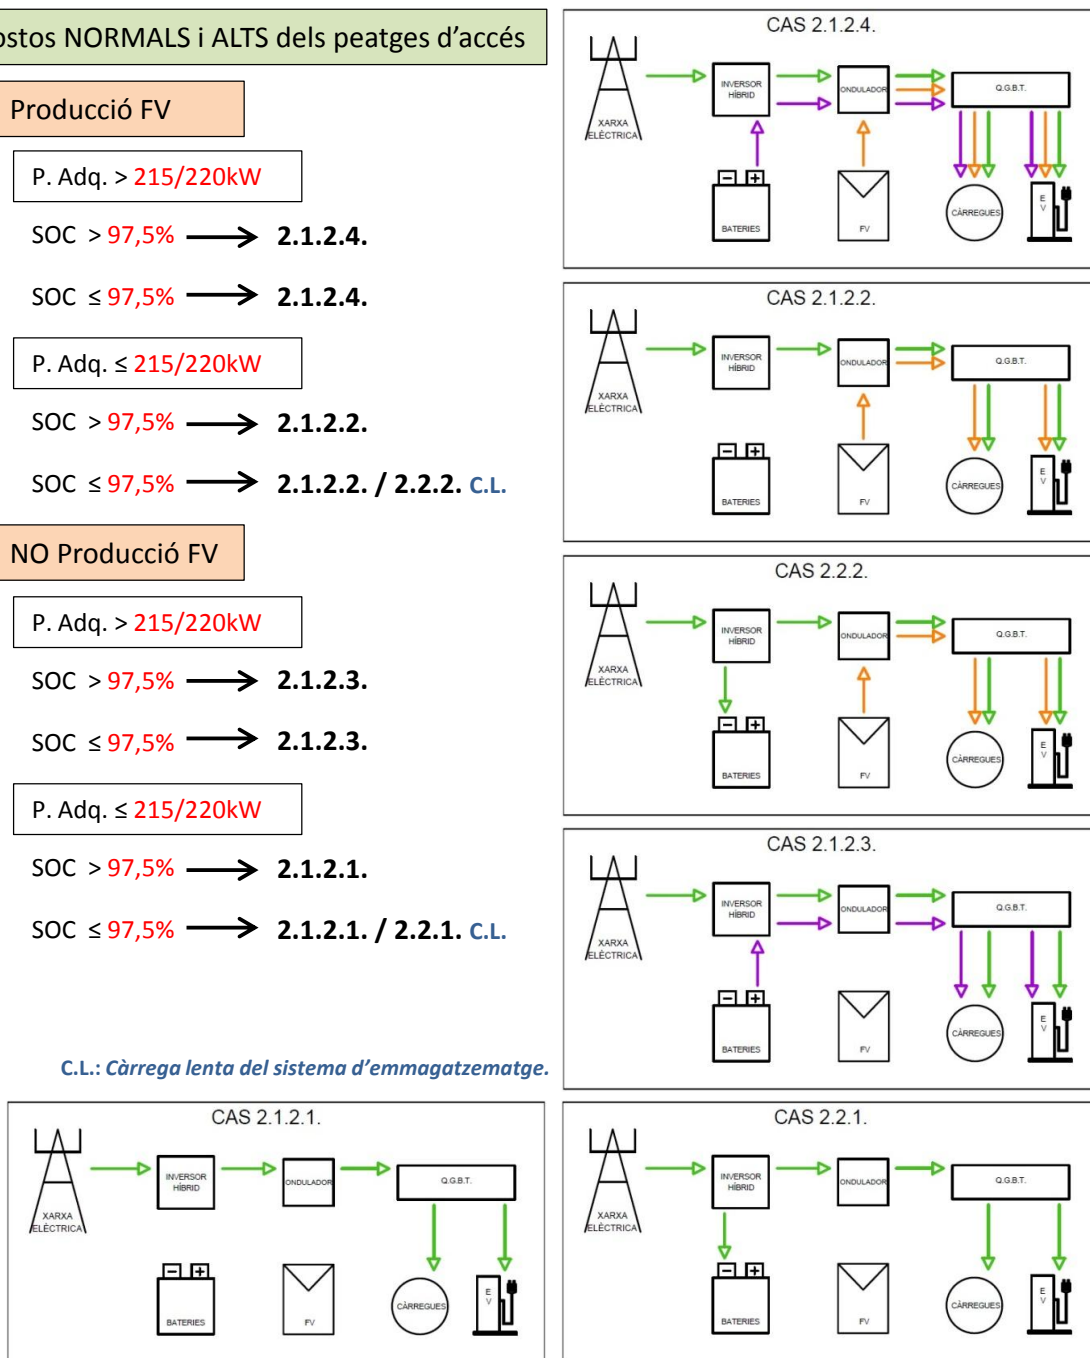 ostos NORMALS i ALTS dels peatges d'accés
Producció FV
P. Adq. > 215/220kW
SOC > 97,5% 2.1.2.4.
SOC ≤ 97,5% 2.1.2.4.
P. Adq. ≤ 215/220kW
SOC > 97,5% 2.1.2.2.
SOC ≤ 97,5% 2.1.2.2. / 2.2.2. C.L.
NO Producció FV
P. Adq. > 215/220kW
SOC > 97,5% 2.1.2.3.
SOC ≤ 97,5% 2.1.2.3.
P. Adq. ≤ 215/220kW
SOC > 97,5% 2.1.2.1.
SOC ≤ 97,5% 2.1.2.1. / 2.2.1. C.L.
C.L.: Càrrega lenta del sistema d'emmagatzematge.
CAS 2.1.2.4.
XARXA
ELÈCTRICA
INVERSOR
HÍBRID
ONDULADOR
Q.G.B.T.
BATERIES
FV
CÀRREGUES
E
V
CAS 2.1.2.2.
XARXA
ELÈCTRICA
INVERSOR
HÍBRID
ONDULADOR
Q.G.B.T.
BATERIES
FV
CÀRREGUES
E
V
CAS 2.2.2.
XARXA
ELÈCTRICA
INVERSOR
HÍBRID
ONDULADOR
Q.G.B.T.
BATERIES
FV
CÀRREGUES
E
V
CAS 2.1.2.3.
XARXA
ELÈCTRICA
INVERSOR
HÍBRID
ONDULADOR
Q.G.B.T.
BATERIES
FV
CÀRREGUES
E
V
CAS 2.1.2.1.
XARXA
ELÈCTRICA
INVERSOR
HÍBRID
ONDULADOR
Q.G.B.T.
BATERIES
FV
CÀRREGUES
E
V
CAS 2.2.1.
XARXA
ELÈCTRICA
INVERSOR
HÍBRID
ONDULADOR
Q.G.B.T.
BATERIES
FV
CÀRREGUES
E
V